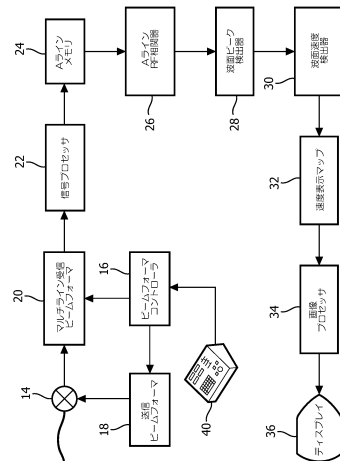 14
20
マルチライン受信
ビームフォーマ
22
信号プロセッサ
24
Aライン
メモリ
16
ビームフォーマ
コントローラ
18
送信
ビームフォーマ
40
Aライン
RF相関器
26
波面ピーク
検出器
28
波面速度
検出器
30
速度表示マップ
32
画像
プロセッサ
34
ディスプレイ
36